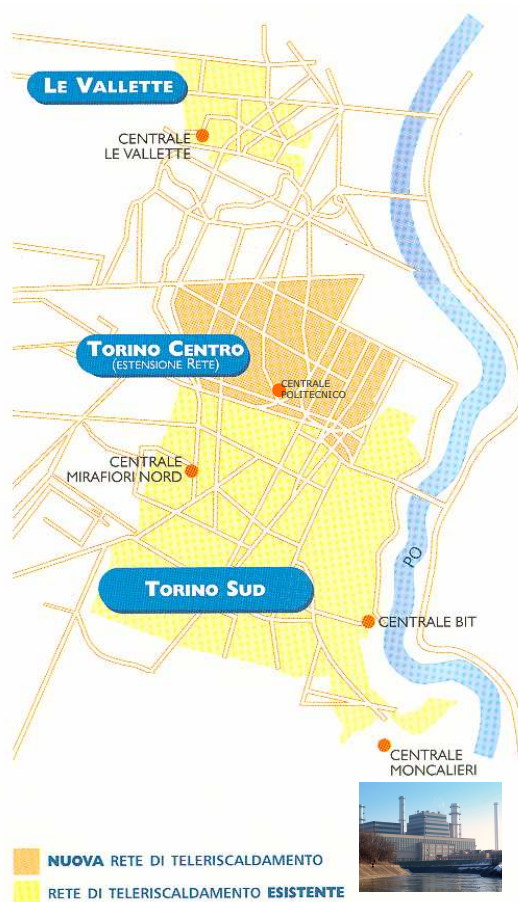 LE VALLETTE
CENTRALE
LE VALLETTE
TORINO CENTRO
(ESTENSIONE RETE)
CENTRALE
POLITECNICO
CENTRALE
MIRAFIORI NORD
PO
TORINO SUD
CENTRALE BIT
CENTRALE
MONCALIERI
NUOVA RETE DI TELERISCALDAMENTO
RETE DI TELERISCALDAMENTO ESISTENTE